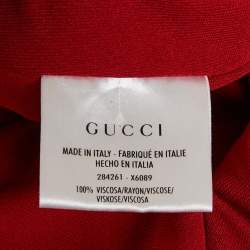 GUCCI
MADE IN ITALY - FABRIQUÉ EN ITALIE
HECHO EN ITALIA
284261 - X6089
100% VISCOSA/RAYON/VISCOSE/
VISKOSE/VISCOSA